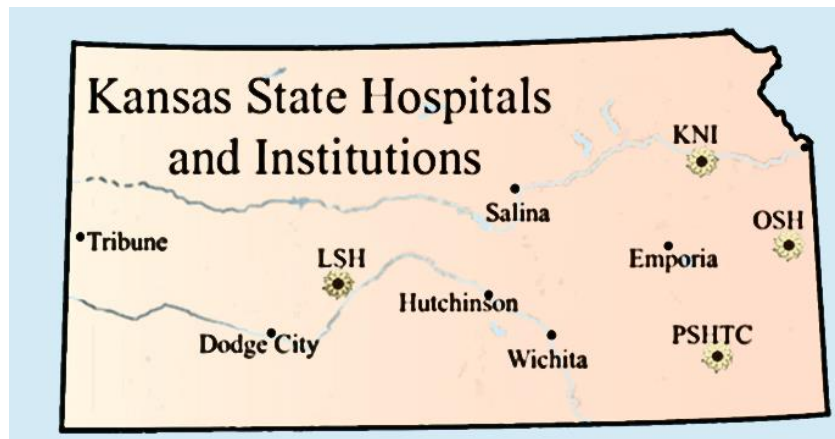 Kansas State Hospitals
and Institutions
KNI
Salina
OSH
Tribune
LSH
Emporia
Hutchinson
Dodge City
Wichita
PSHTC